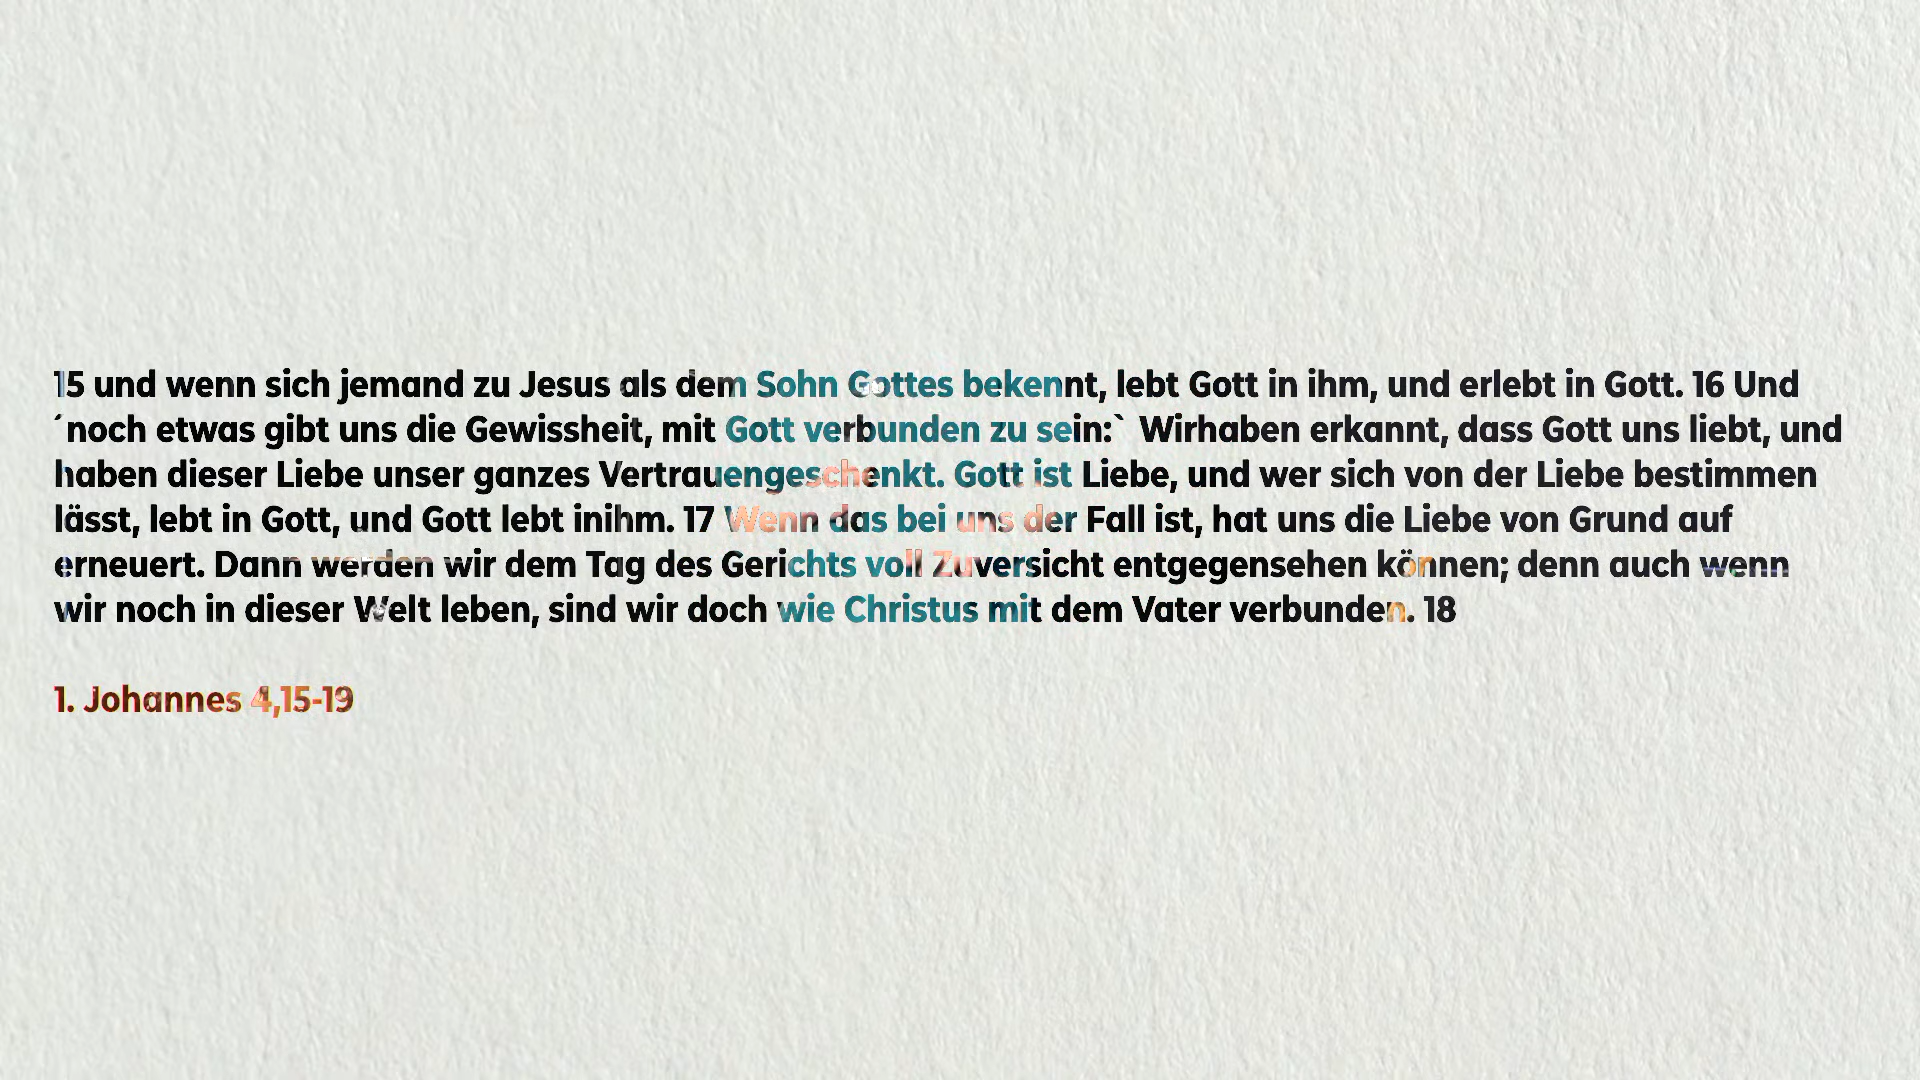 15 und wenn sich jemand zu Jesus als dem Sohn Gottes bekennt, lebt Gott in ihm, und erlebt in Gott. 16 Und
´noch etwas gibt uns die Gewissheit, mit Gott verbunden zu sein:` Wirhaben erkannt, dass Gott uns liebt, und
haben dieser Liebe unser ganzes Vertrauengeschenkt. Gott ist Liebe, und wer sich von der Liebe bestimmen
lässt, lebt in Gott, und Gott lebt inihm. 17 Wenn das bei uns der Fall ist, hat uns die Liebe von Grund auf
erneuert. Dann werden wir dem Tag des Gerichts voll Zuversicht entgegensehen können; denn auch wenn
wir noch in dieser Welt leben, sind wir doch wie Christus mit dem Vater verbunden. 18
1. Johannes 4,15-19